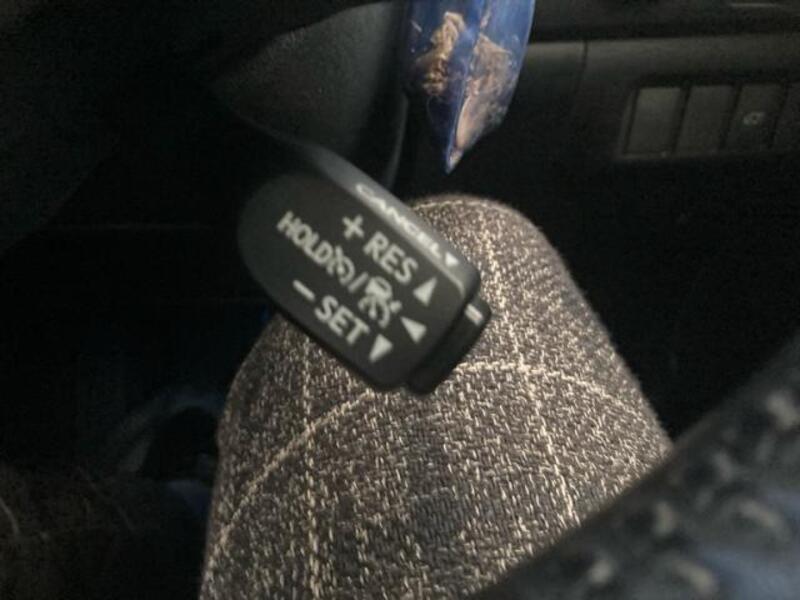 CANCEL
+ RES
HOLD /
- SET